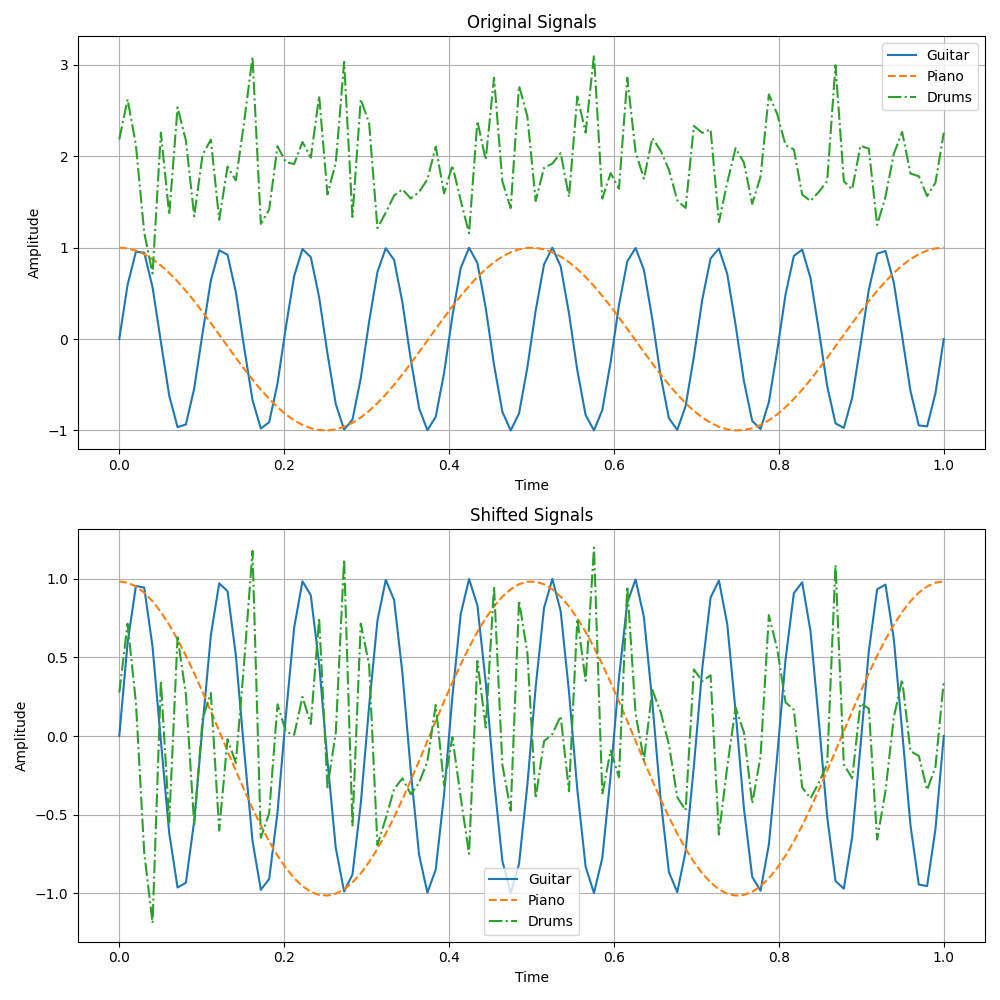 Original Signals
Guitar
Piano
Drums
3
2
1
0
−1
Amplitude
0.0 0.2 0.4 0.6 0.8 1.0
Time
Shifted Signals
1.0
0.5
0.0
−0.5
−1.0
Amplitude
Guitar
Piano
Drums
0.0 0.2 0.4 0.6 0.8 1.0
Time